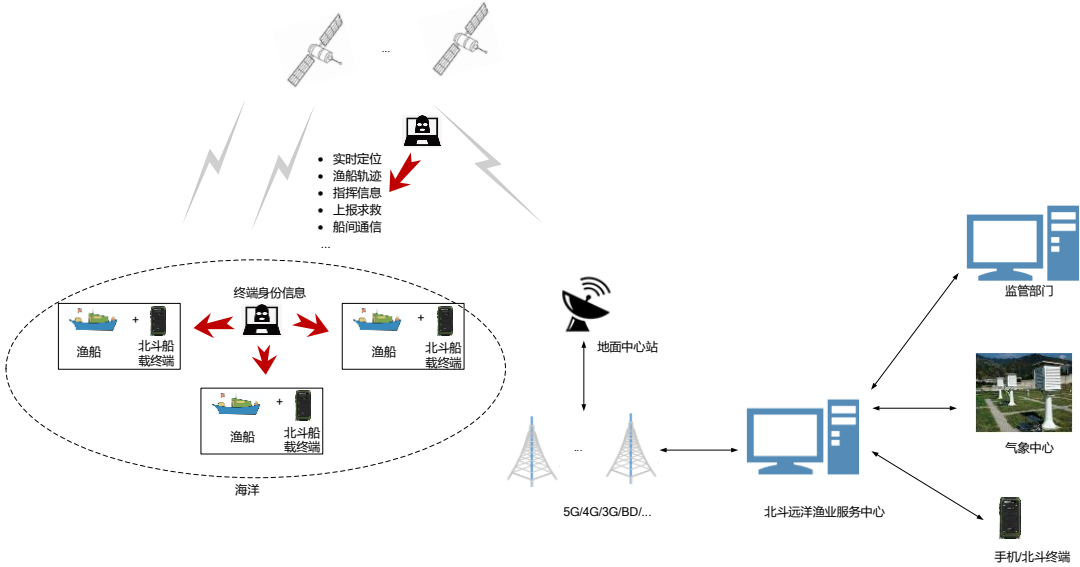 ...
实时定位
渔船轨迹
指挥信息
上报求救
船间通信
...
终端身份信息
+
渔船
北斗船
载终端
+
渔船
北斗船
载终端
+
渔船
北斗船
载终端
海洋
地面中心站
...
5G/4G/3G/BD/...
北斗远洋渔业服务中心
监管部门
气象中心
手机/北斗终端